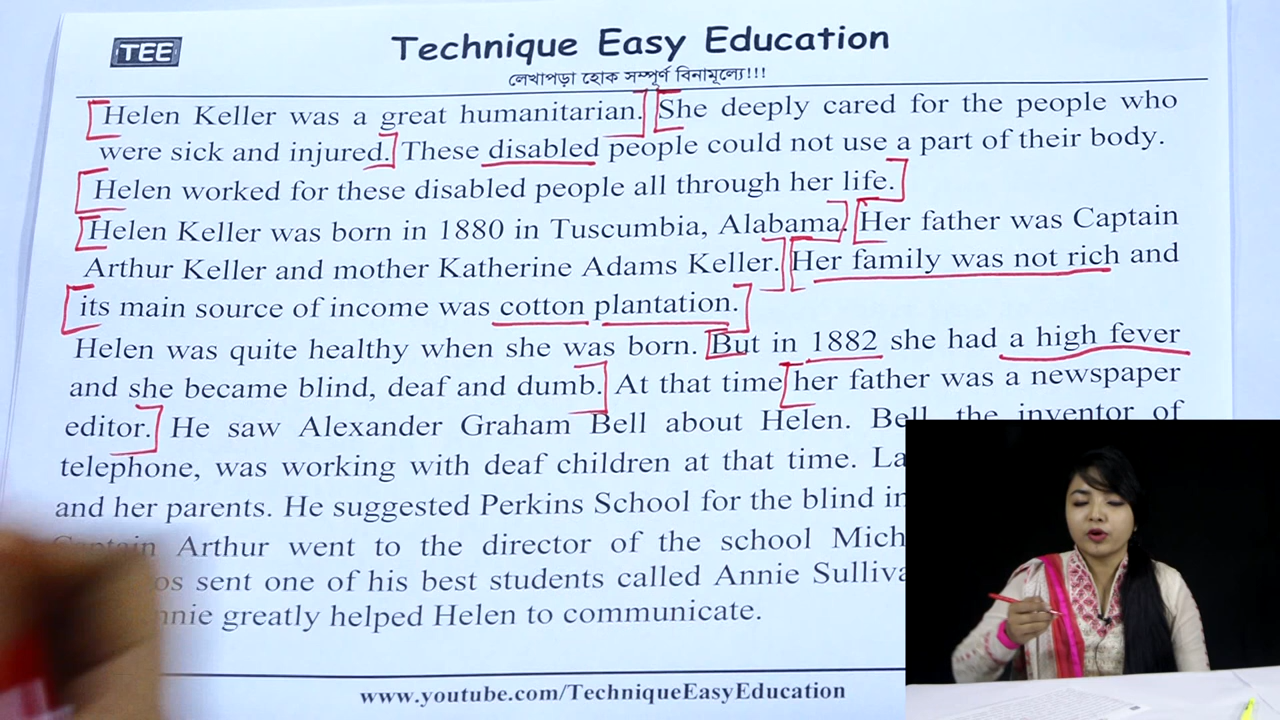 TEE
Technique Easy Education
লেখাপড়া হোক সম্পূর্ণ বিনামূল্যে!!!
Helen Keller was a great humanitarian. She deeply cared for the people who
were sick and injured. These disabled people could not use a part of their body.
Helen worked for these disabled people all through her life.
Helen Keller was born in 1880 in Tuscumbia, Alabama. Her father was Captain
Arthur Keller and mother Katherine Adams Keller. Her family was not rich and
its main source of income was cotton plantation.
Helen was quite healthy when she was born. But in 1882 she had a high fever
and she became blind, deaf and dumb. At that time her father was a newspaper
editor. He saw Alexander Graham Bell about Helen. Bell, the inventor of
telephone, was working with deaf children at that time.
and her parents. He suggested Perkins School for the blind
Captain Arthur went to the director of the school
sent one of his best students called Annie
greatly helped Helen to communicate.
www.youtube.com/TechniqueEasyEducation